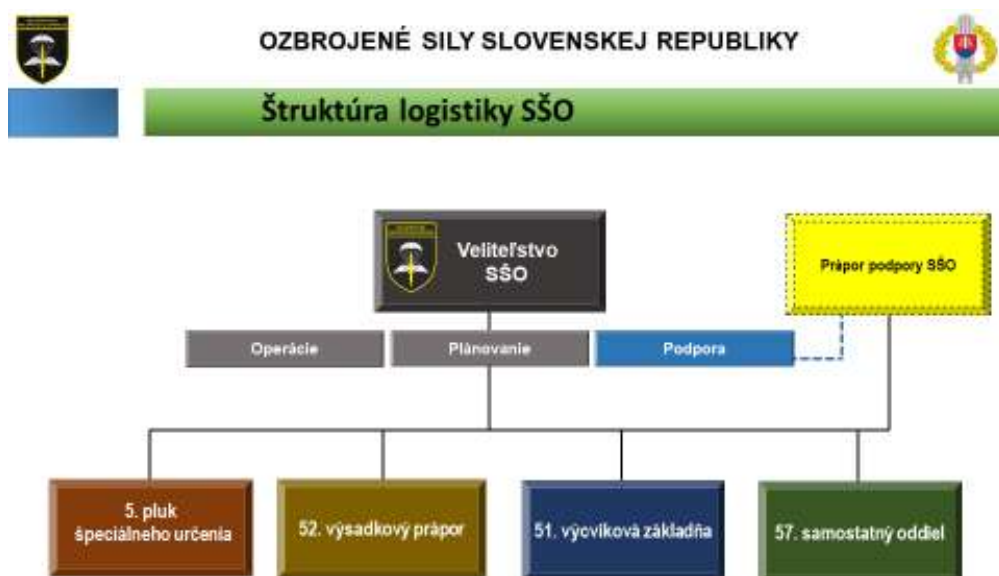 OZBROJENÉ SILY SLOVENSKEJ REPUBLIKY
Štruktúra logistiky SŠO
Veliteľstvo
SŠO
Prápor podpory SŠO
Operácie
Plánovanie
Podpora
5. pluk
špeciálneho určenia
52. výsadkový prápor
51. výcviková základňa
57. samostatný oddiel